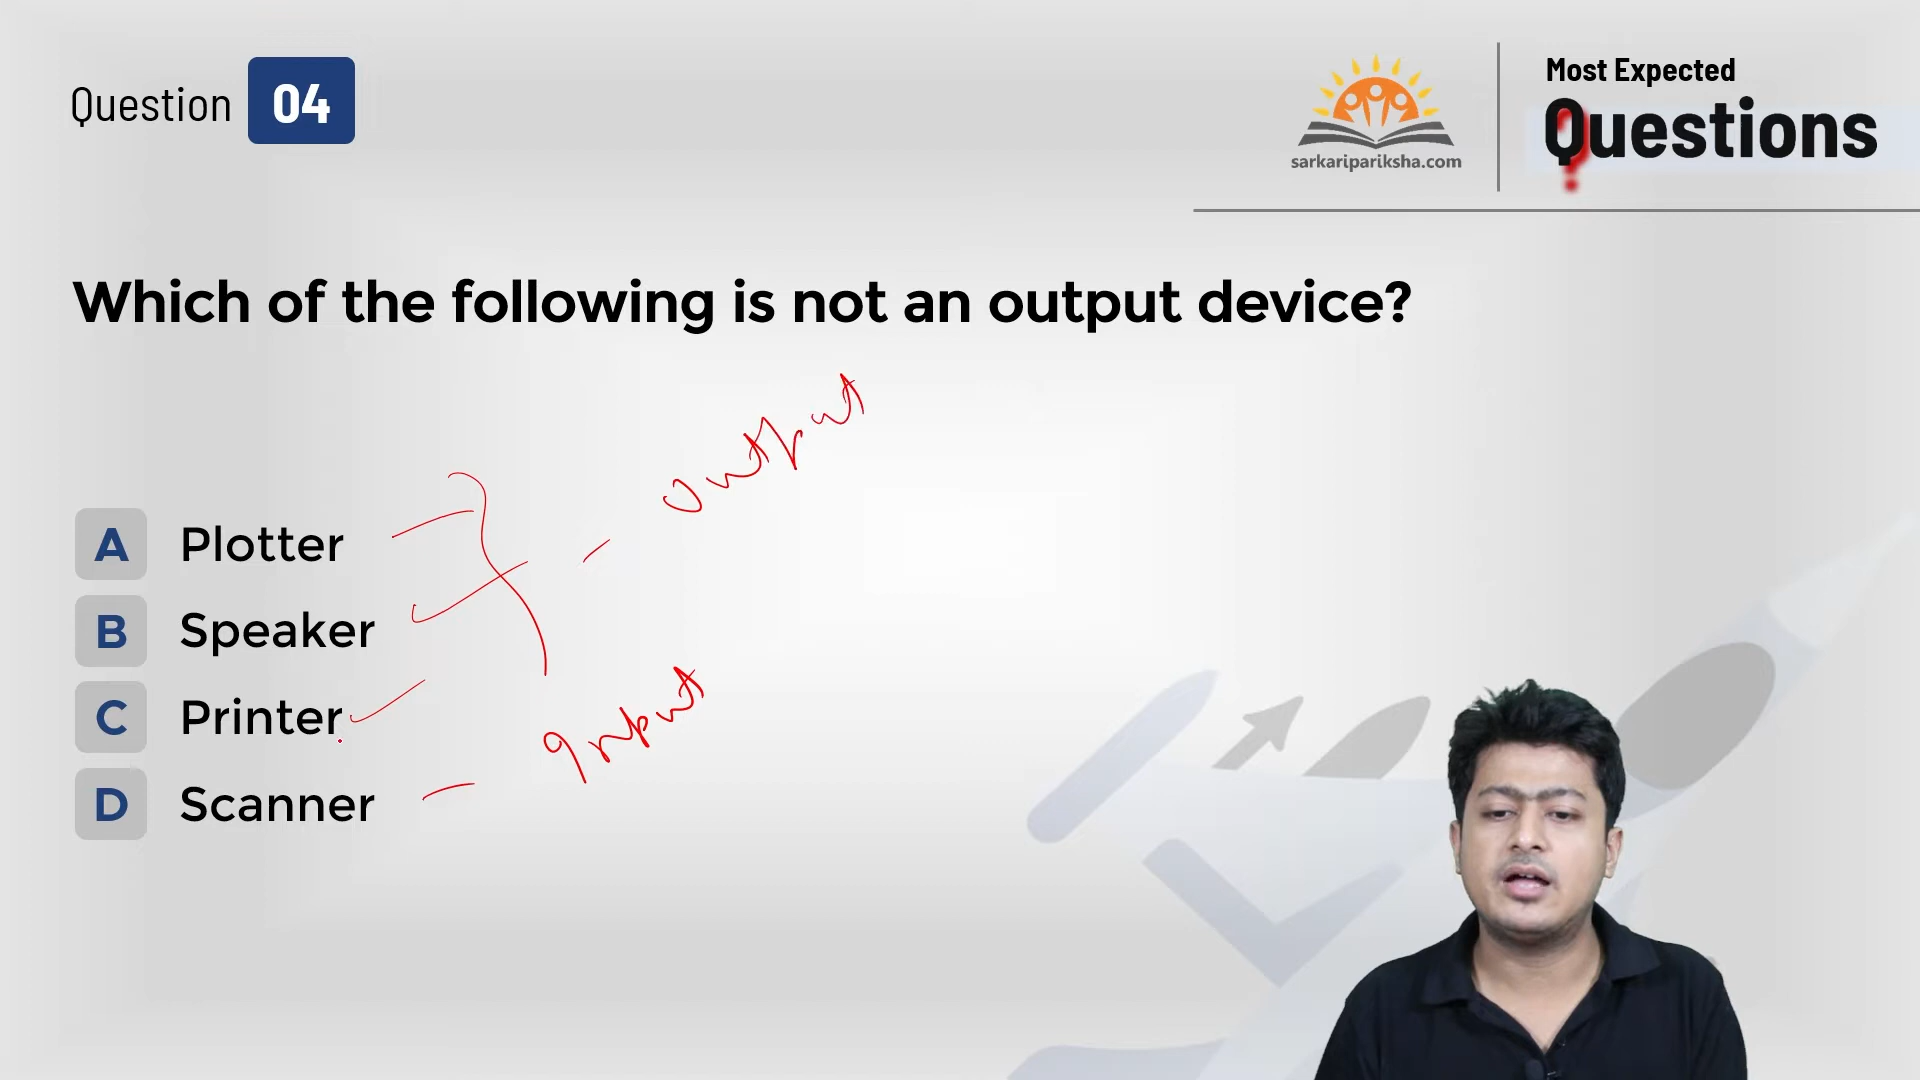 Question 04
sarkaripariksha.com
Most Expected
Questions
Which of the following is not an output device?
output
A Plotter
B Speaker
C Printer
Input
D Scanner